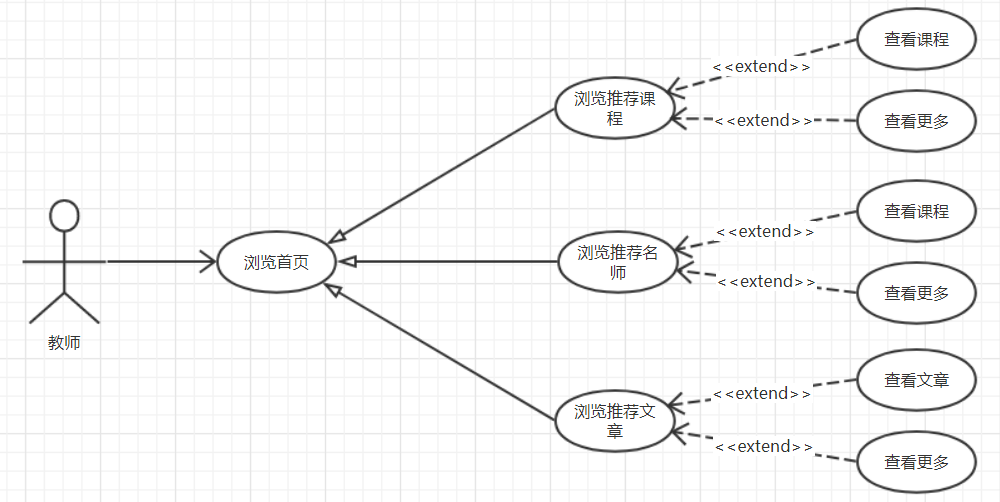 查看课程
<<extend>>
浏览推荐课
程
<<extend>>
查看更多
查看课程
<<extend>>
浏览首页
浏览推荐名
师
<<extend>>
查看更多
教师
查看文章
<<extend>>
浏览推荐文
章
<<extend>>
查看更多